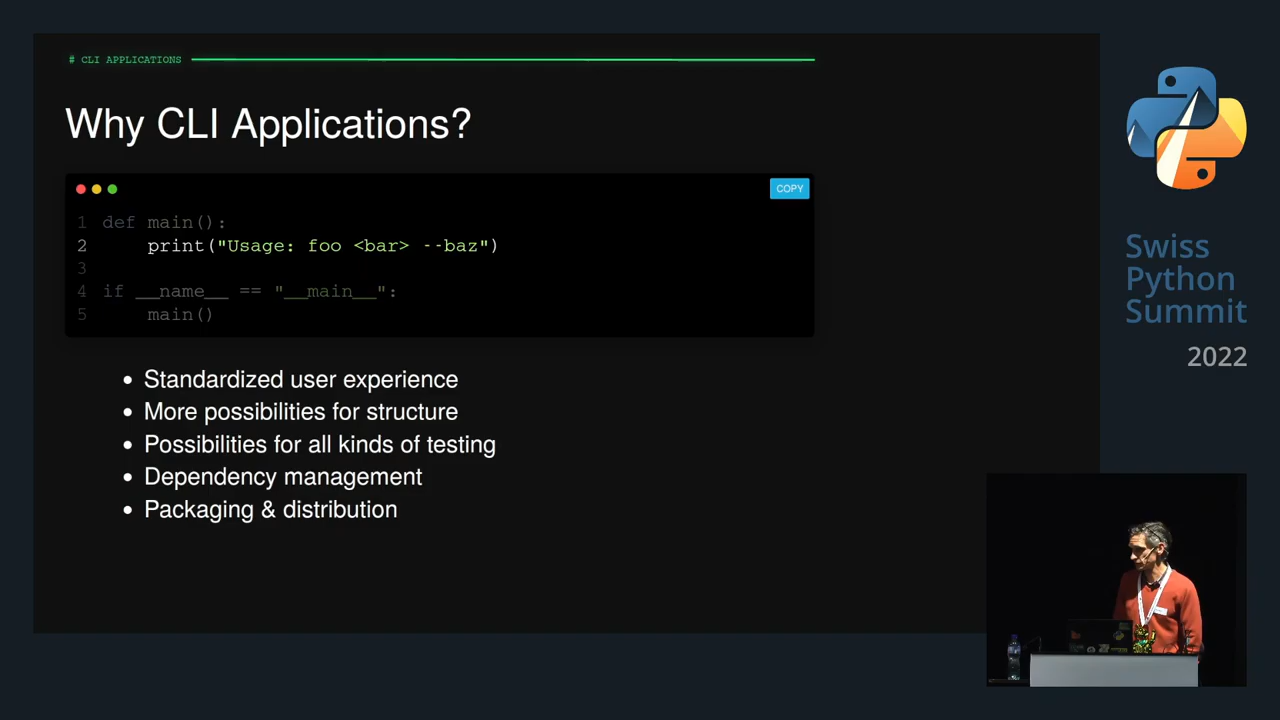 # CLI APPLICATIONS
Why CLI Applications?
COPY
1 def main():
2     print("Usage: foo <bar> --baz")
3
4 if __name__ == "__main__":
5     main()
• Standardized user experience
• More possibilities for structure
• Possibilities for all kinds of testing
• Dependency management
• Packaging & distribution
Swiss
Python
Summit
2022